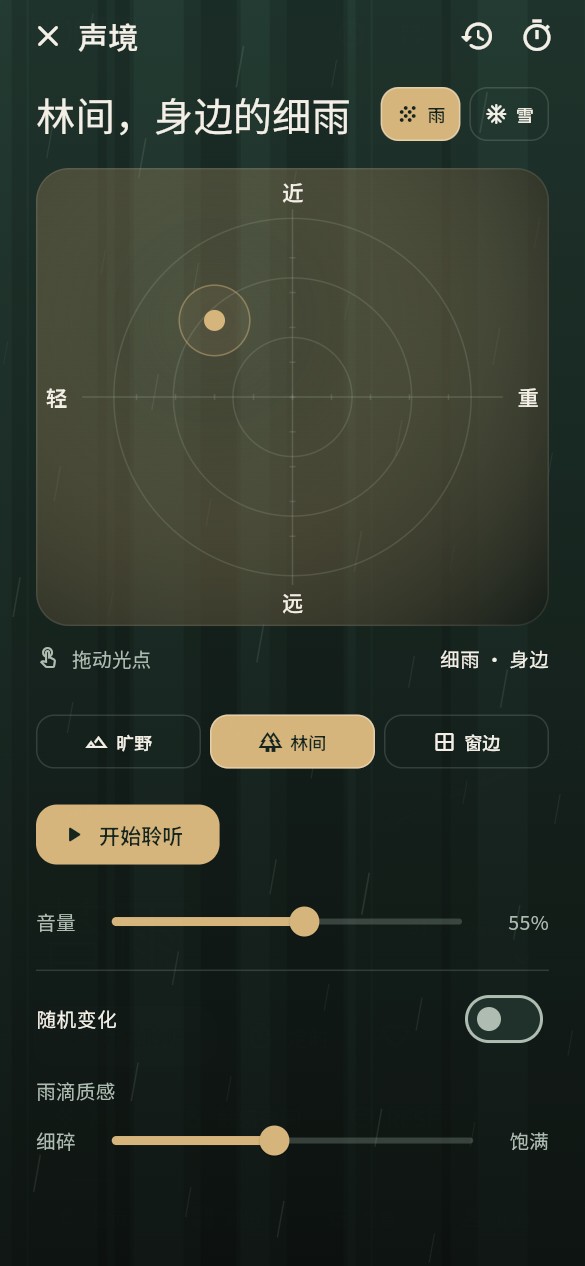 声境
林间，身边的细雨
雨
雪
近
轻
重
远
拖动光点
细雨 · 身边
旷野
林间
窗边
开始聆听
音量
55%
随机变化
雨滴质感
细碎
饱满